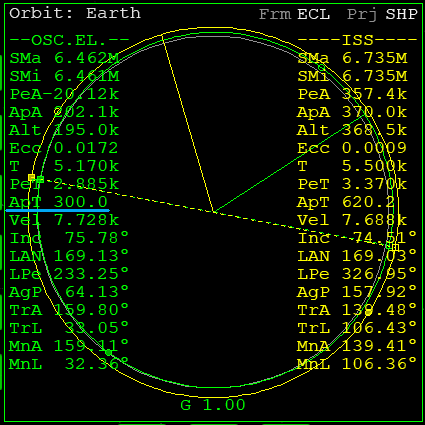 Orbit: Earth Frm ECL Prj SHP
--OSC.EL.-- ----ISS----
SMa 6.462M SMa 6.735M
SMi 6.461M SMi 6.735M
PeA-20.12k PeA 357.4k
ApA 202.1k ApA 370.0k
Alt 195.0k Alt 368.5k
Ecc 0.0172 Ecc 0.0009
T 5.170k T 5.500k
PeT 2.885k PeT 3.370k
ApT 300.0 ApT 620.2
Vel 7.728k Vel 7.688k
Inc 75.78° Inc 74.51°
LAN 169.13° LAN 169.03°
LPe 233.25° LPe 326.95°
AgP 64.13° AgP 157.92°
TrA 159.80° TrA 139.48°
TrL 33.05° TrL 106.43°
MnA 159.11° MnA 139.41°
MnL 32.36° MnL 106.36°
G 1.00